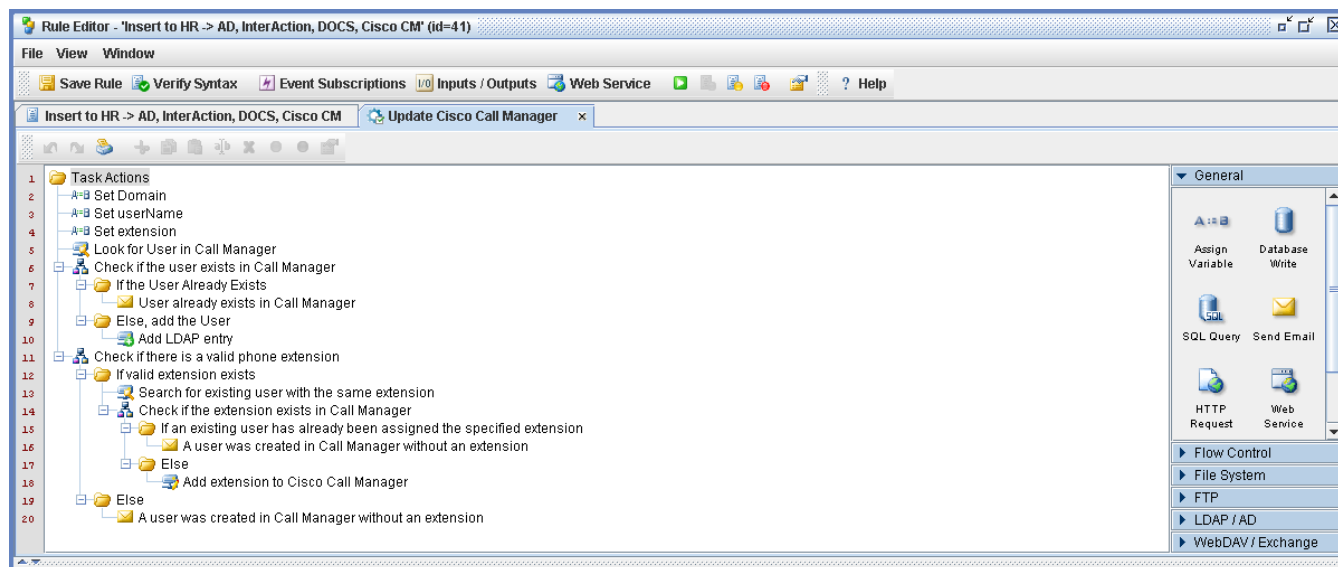 Rule Editor - 'Insert to HR -> AD, InterAction, DOCS, Cisco CM' (id=41)
File View Window
Save Rule Verify Syntax Event Subscriptions I/O Inputs / Outputs Web Service ? Help
Insert to HR -> AD, InterAction, DOCS, Cisco CM Update Cisco Call Manager x
1 Task Actions
2 A=B Set Domain
3 A=B Set userName
4 A=B Set extension
5 Look for User in Call Manager
6 Check if the user exists in Call Manager
7 If the User Already Exists
8 User already exists in Call Manager
9 Else, add the User
10 Add LDAP entry
11 Check if there is a valid phone extension
12 If valid extension exists
13 Search for existing user with the same extension
14 Check if the extension exists in Call Manager
15 If an existing user has already been assigned the specified extension
16 A user was created in Call Manager without an extension
17 Else
18 Add extension to Cisco Call Manager
19 Else
20 A user was created in Call Manager without an extension
General
A:=B
Assign Variable
Database Write
SQL
SQL Query
Send Email
HTTP Request
Web Service
Flow Control
File System
FTP
LDAP / AD
WebDAV / Exchange